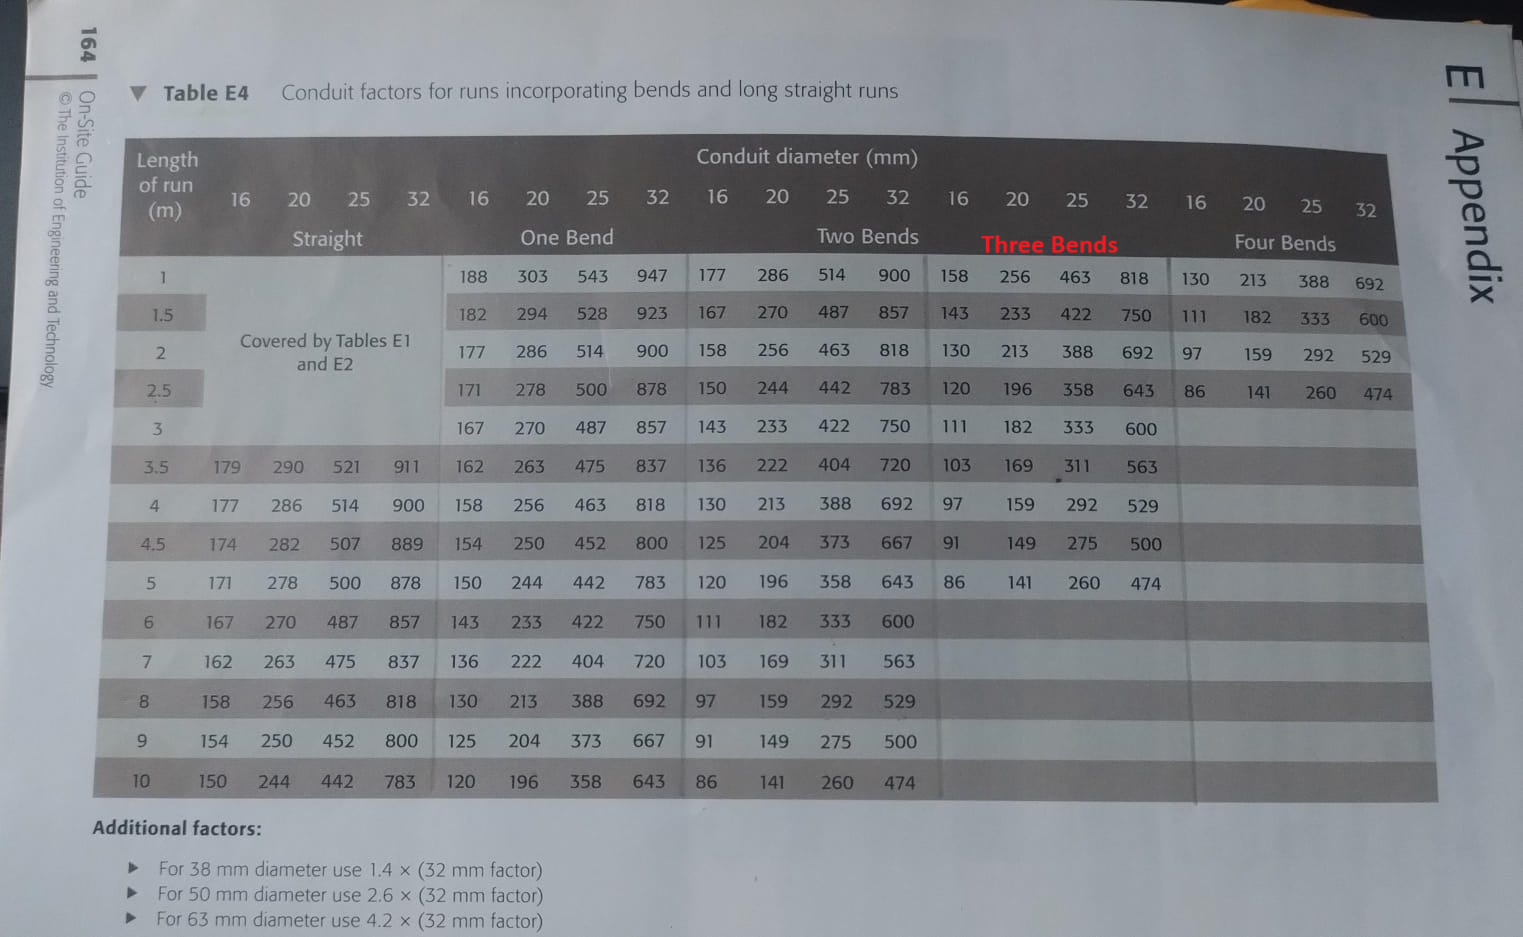 164 | On-Site Guide
© The Institution of Engineering and Technology
E | Appendix
▼ Table E4 Conduit factors for runs incorporating bends and long straight runs
Length of run (m)
Conduit diameter (mm)
16 20 25 32 16 20 25 32 16 20 25 32 16 20 25 32 16 20 25 32
Straight One Bend Two Bends Three Bends Four Bends
Covered by Tables E1
and E2
1 188 303 543 947 177 286 514 900 158 256 463 818 130 213 388 692
1.5 182 294 528 923 167 270 487 857 143 233 422 750 111 182 333 600
2 177 286 514 900 158 256 463 818 130 213 388 692 97 159 292 529
2.5 171 278 500 878 150 244 442 783 120 196 358 643 86 141 260 474
3 167 270 487 857 143 233 422 750 111 182 333 600
3.5 179 290 521 911 162 263 475 837 136 222 404 720 103 169 311 563
4 177 286 514 900 158 256 463 818 130 213 388 692 97 159 292 529
4.5 174 282 507 889 154 250 452 800 125 204 373 667 91 149 275 500
5 171 278 500 878 150 244 442 783 120 196 358 643 86 141 260 474
6 167 270 487 857 143 233 422 750 111 182 333 600
7 162 263 475 837 136 222 404 720 103 169 311 563
8 158 256 463 818 130 213 388 692 97 159 292 529
9 154 250 452 800 125 204 373 667 91 149 275 500
10 150 244 442 783 120 196 358 643 86 141 260 474
Additional factors:
▶ For 38 mm diameter use 1.4 × (32 mm factor)
▶ For 50 mm diameter use 2.6 × (32 mm factor)
▶ For 63 mm diameter use 4.2 × (32 mm factor)